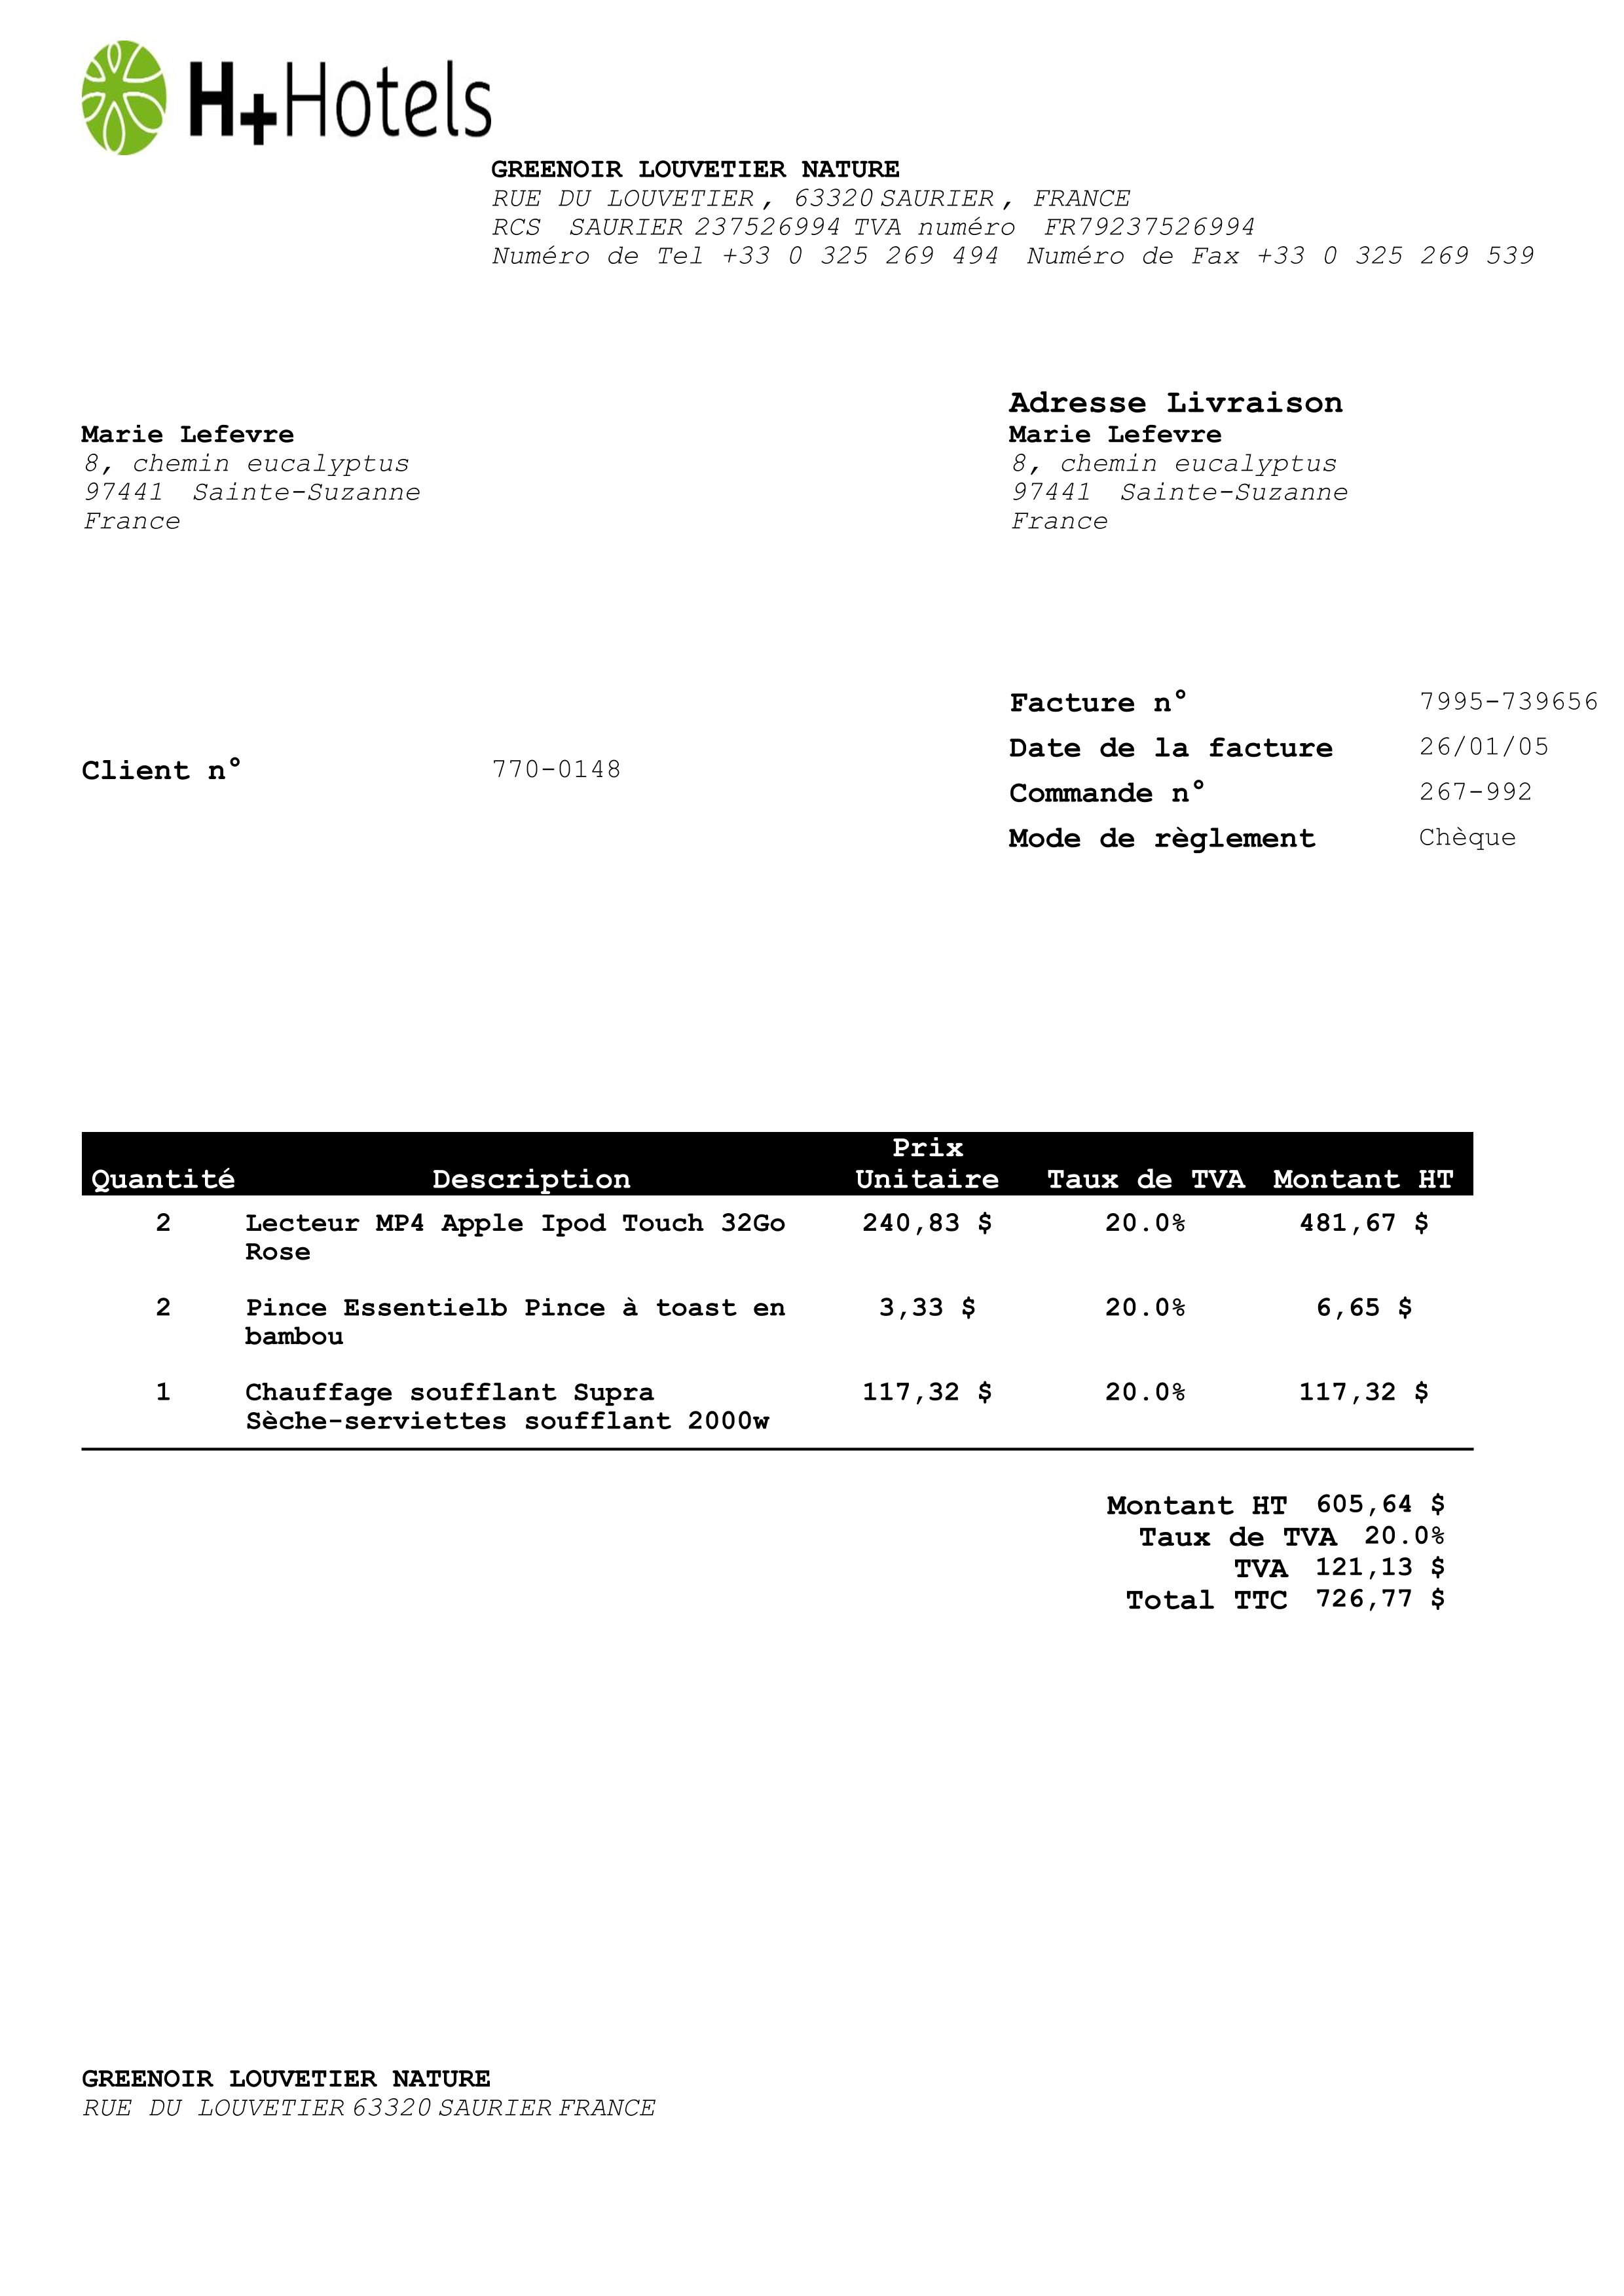 H+Hotels
GREENOIR LOUVETIER NATURE
RUE DU LOUVETIER, 63320 SAURIER, FRANCE
RCS SAURIER 237526994 TVA numéro FR79237526994
Numéro de Tel +33 0 325 269 494 Numéro de Fax +33 0 325 269 539
Marie Lefevre
8, chemin eucalyptus
97441 Sainte-Suzanne
France
Adresse Livraison
Marie Lefevre
8, chemin eucalyptus
97441 Sainte-Suzanne
France
Client n° 770-0148
Facture n° 7995-739656
Date de la facture 26/01/05
Commande n° 267-992
Mode de règlement Chèque
Quantité Description Prix Unitaire Taux de TVA Montant HT
2 Lecteur MP4 Apple Ipod Touch 32Go 240,83 $ 20.0% 481,67 $
Rose
2 Pince Essentielb Pince à toast en 3,33 $ 20.0% 6,65 $
bambou
1 Chauffage soufflant Supra 117,32 $ 20.0% 117,32 $
Sèche-serviettes soufflant 2000w
Montant HT 605,64 $
Taux de TVA 20.0%
TVA 121,13 $
Total TTC 726,77 $
GREENOIR LOUVETIER NATURE
RUE DU LOUVETIER 63320 SAURIER FRANCE